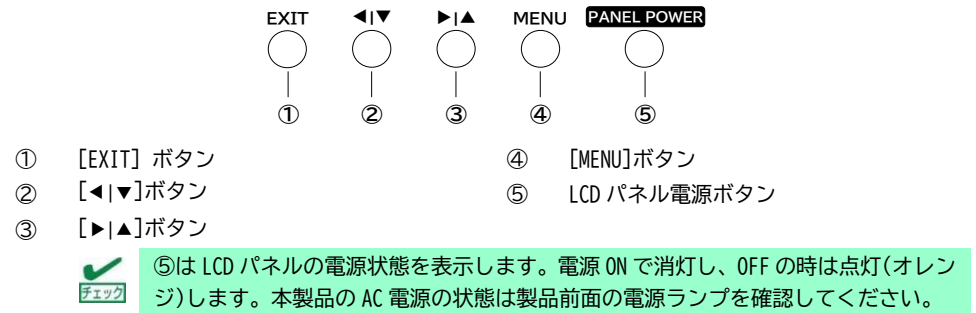 EXIT ◀|▼ ▶|▲ MENU PANEL POWER
① ② ③ ④ ⑤
① [EXIT] ボタン
② [◀|▼]ボタン
③ [▶|▲]ボタン
④ [MENU]ボタン
⑤ LCD パネル電源ボタン
チェック
⑤は LCD パネルの電源状態を表示します。電源 ON で消灯し、OFF の時は点灯(オレン
ジ)します。本製品の AC 電源の状態は製品前面の電源ランプを確認してください。